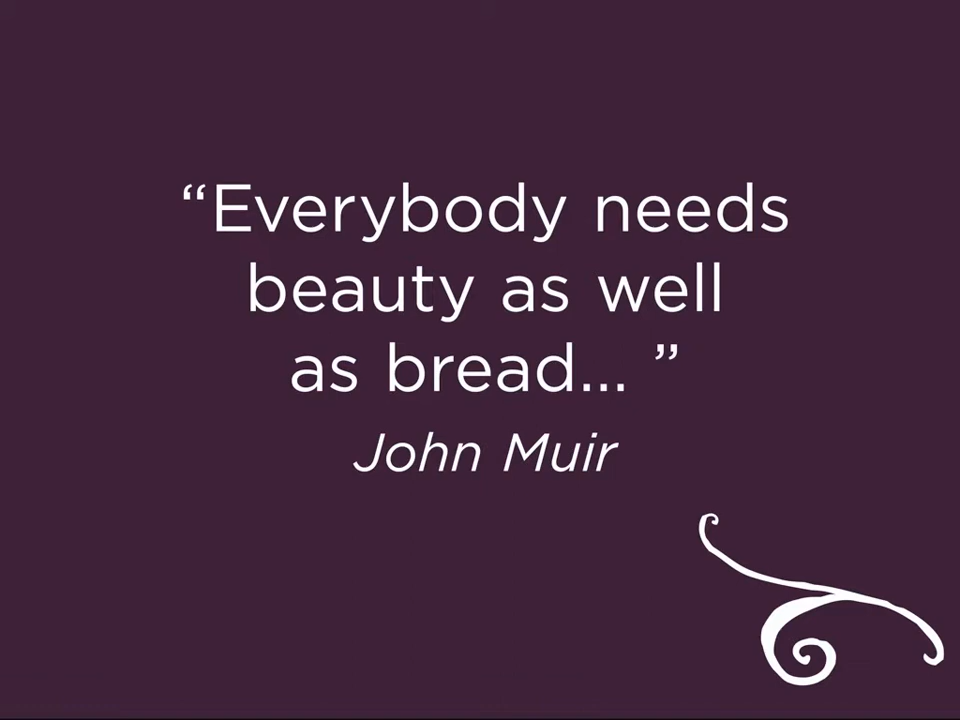 “Everybody needs
beauty as well
as bread... ”
John Muir